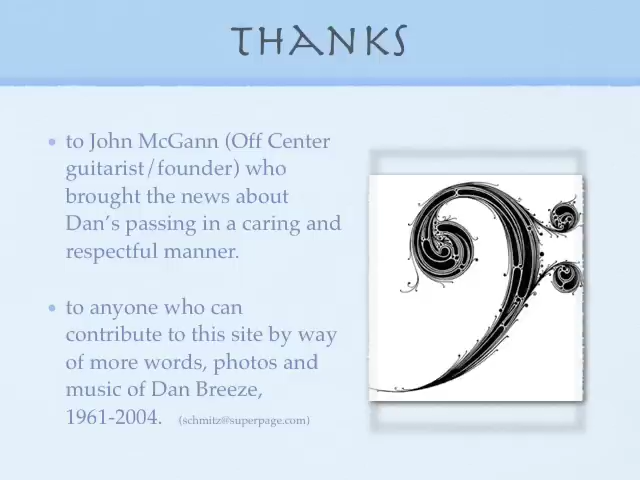 THANKS
• to John McGann (Off Center
guitarist/founder) who
brought the news about
Dan’s passing in a caring and
respectful manner.
• to anyone who can
contribute to this site by way
of more words, photos and
music of Dan Breeze,
1961-2004. (schmitz@superpage.com)